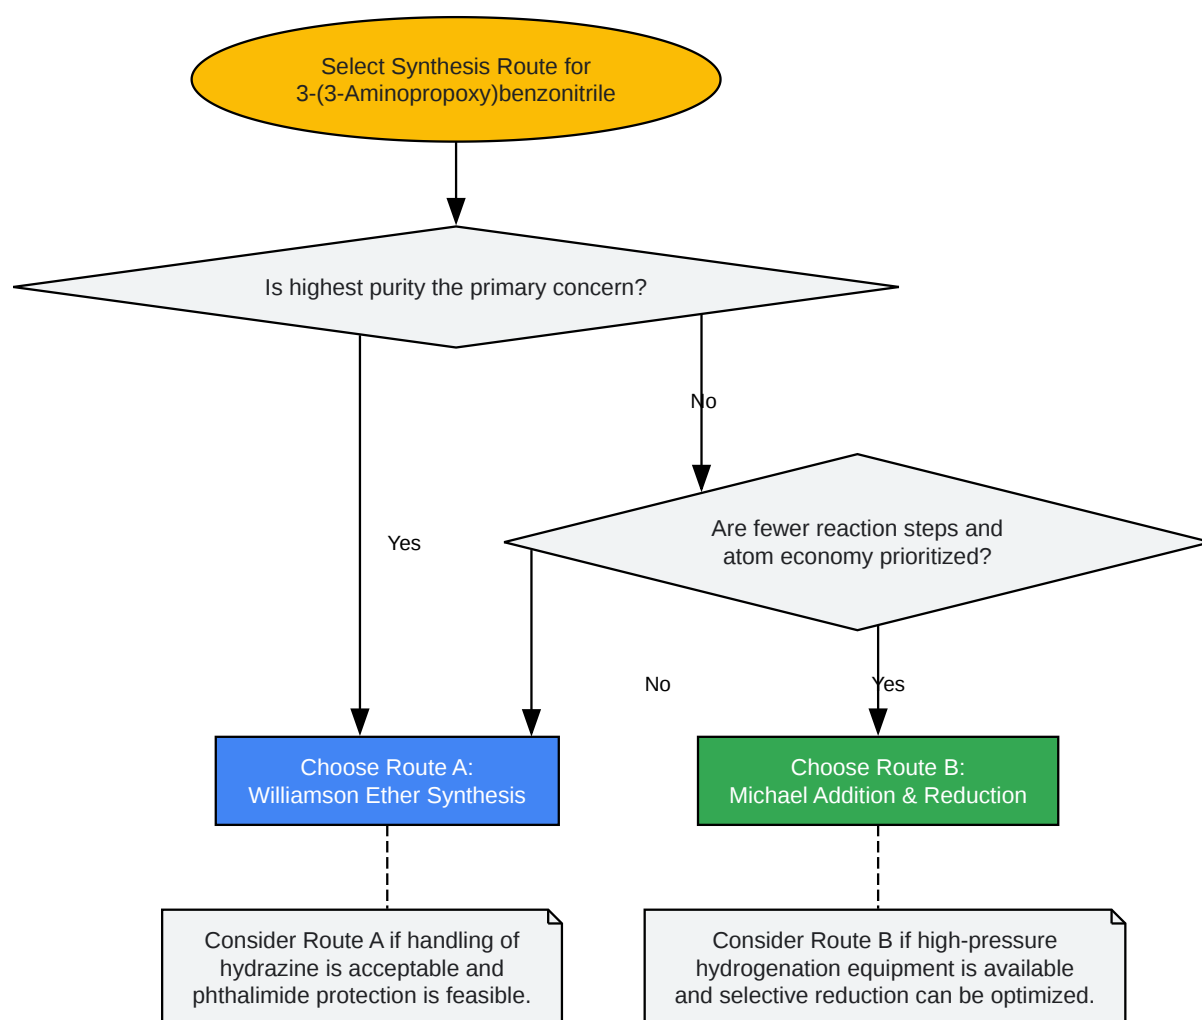 Select Synthesis Route for
3-(3-Aminopropoxy)benzonitrile
Is highest purity the primary concern?
No
Are fewer reaction steps and
atom economy prioritized?
Yes
No
Yes
Choose Route A:
Williamson Ether Synthesis
Choose Route B:
Michael Addition & Reduction
Consider Route A if handling of
hydrazine is acceptable and
phthalimide protection is feasible.
Consider Route B if high-pressure
hydrogenation equipment is available
and selective reduction can be optimized.